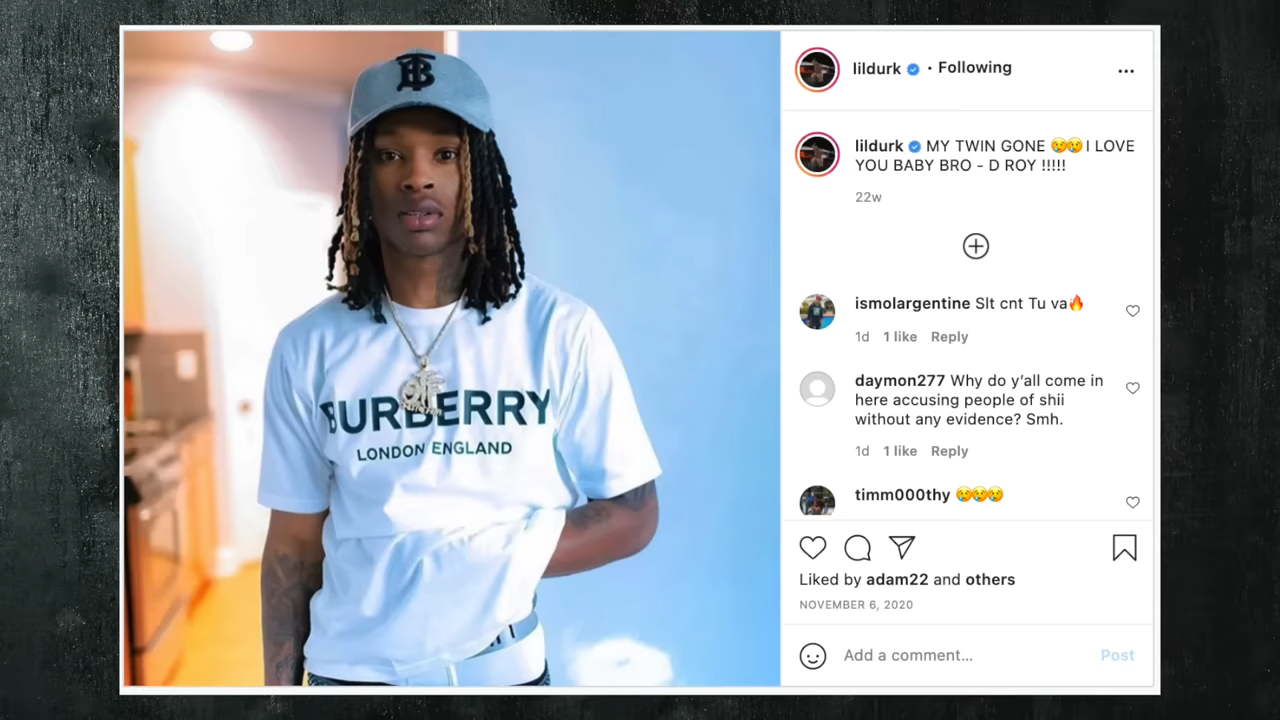 BURBERRY
LONDON ENGLAND
lildurk • Following
lildurk MY TWIN GONE 😢😢 I LOVE
YOU BABY BRO - D ROY !!!!!
22w
ismolargentine Slt cnt Tu va🔥
1d 1 like Reply
daymon277 Why do y'all come in
here accusing people of shii
without any evidence? Smh.
1d 1 like Reply
timm000thy 😢😢😢
Liked by adam22 and others
NOVEMBER 6, 2020
Add a comment...
Post